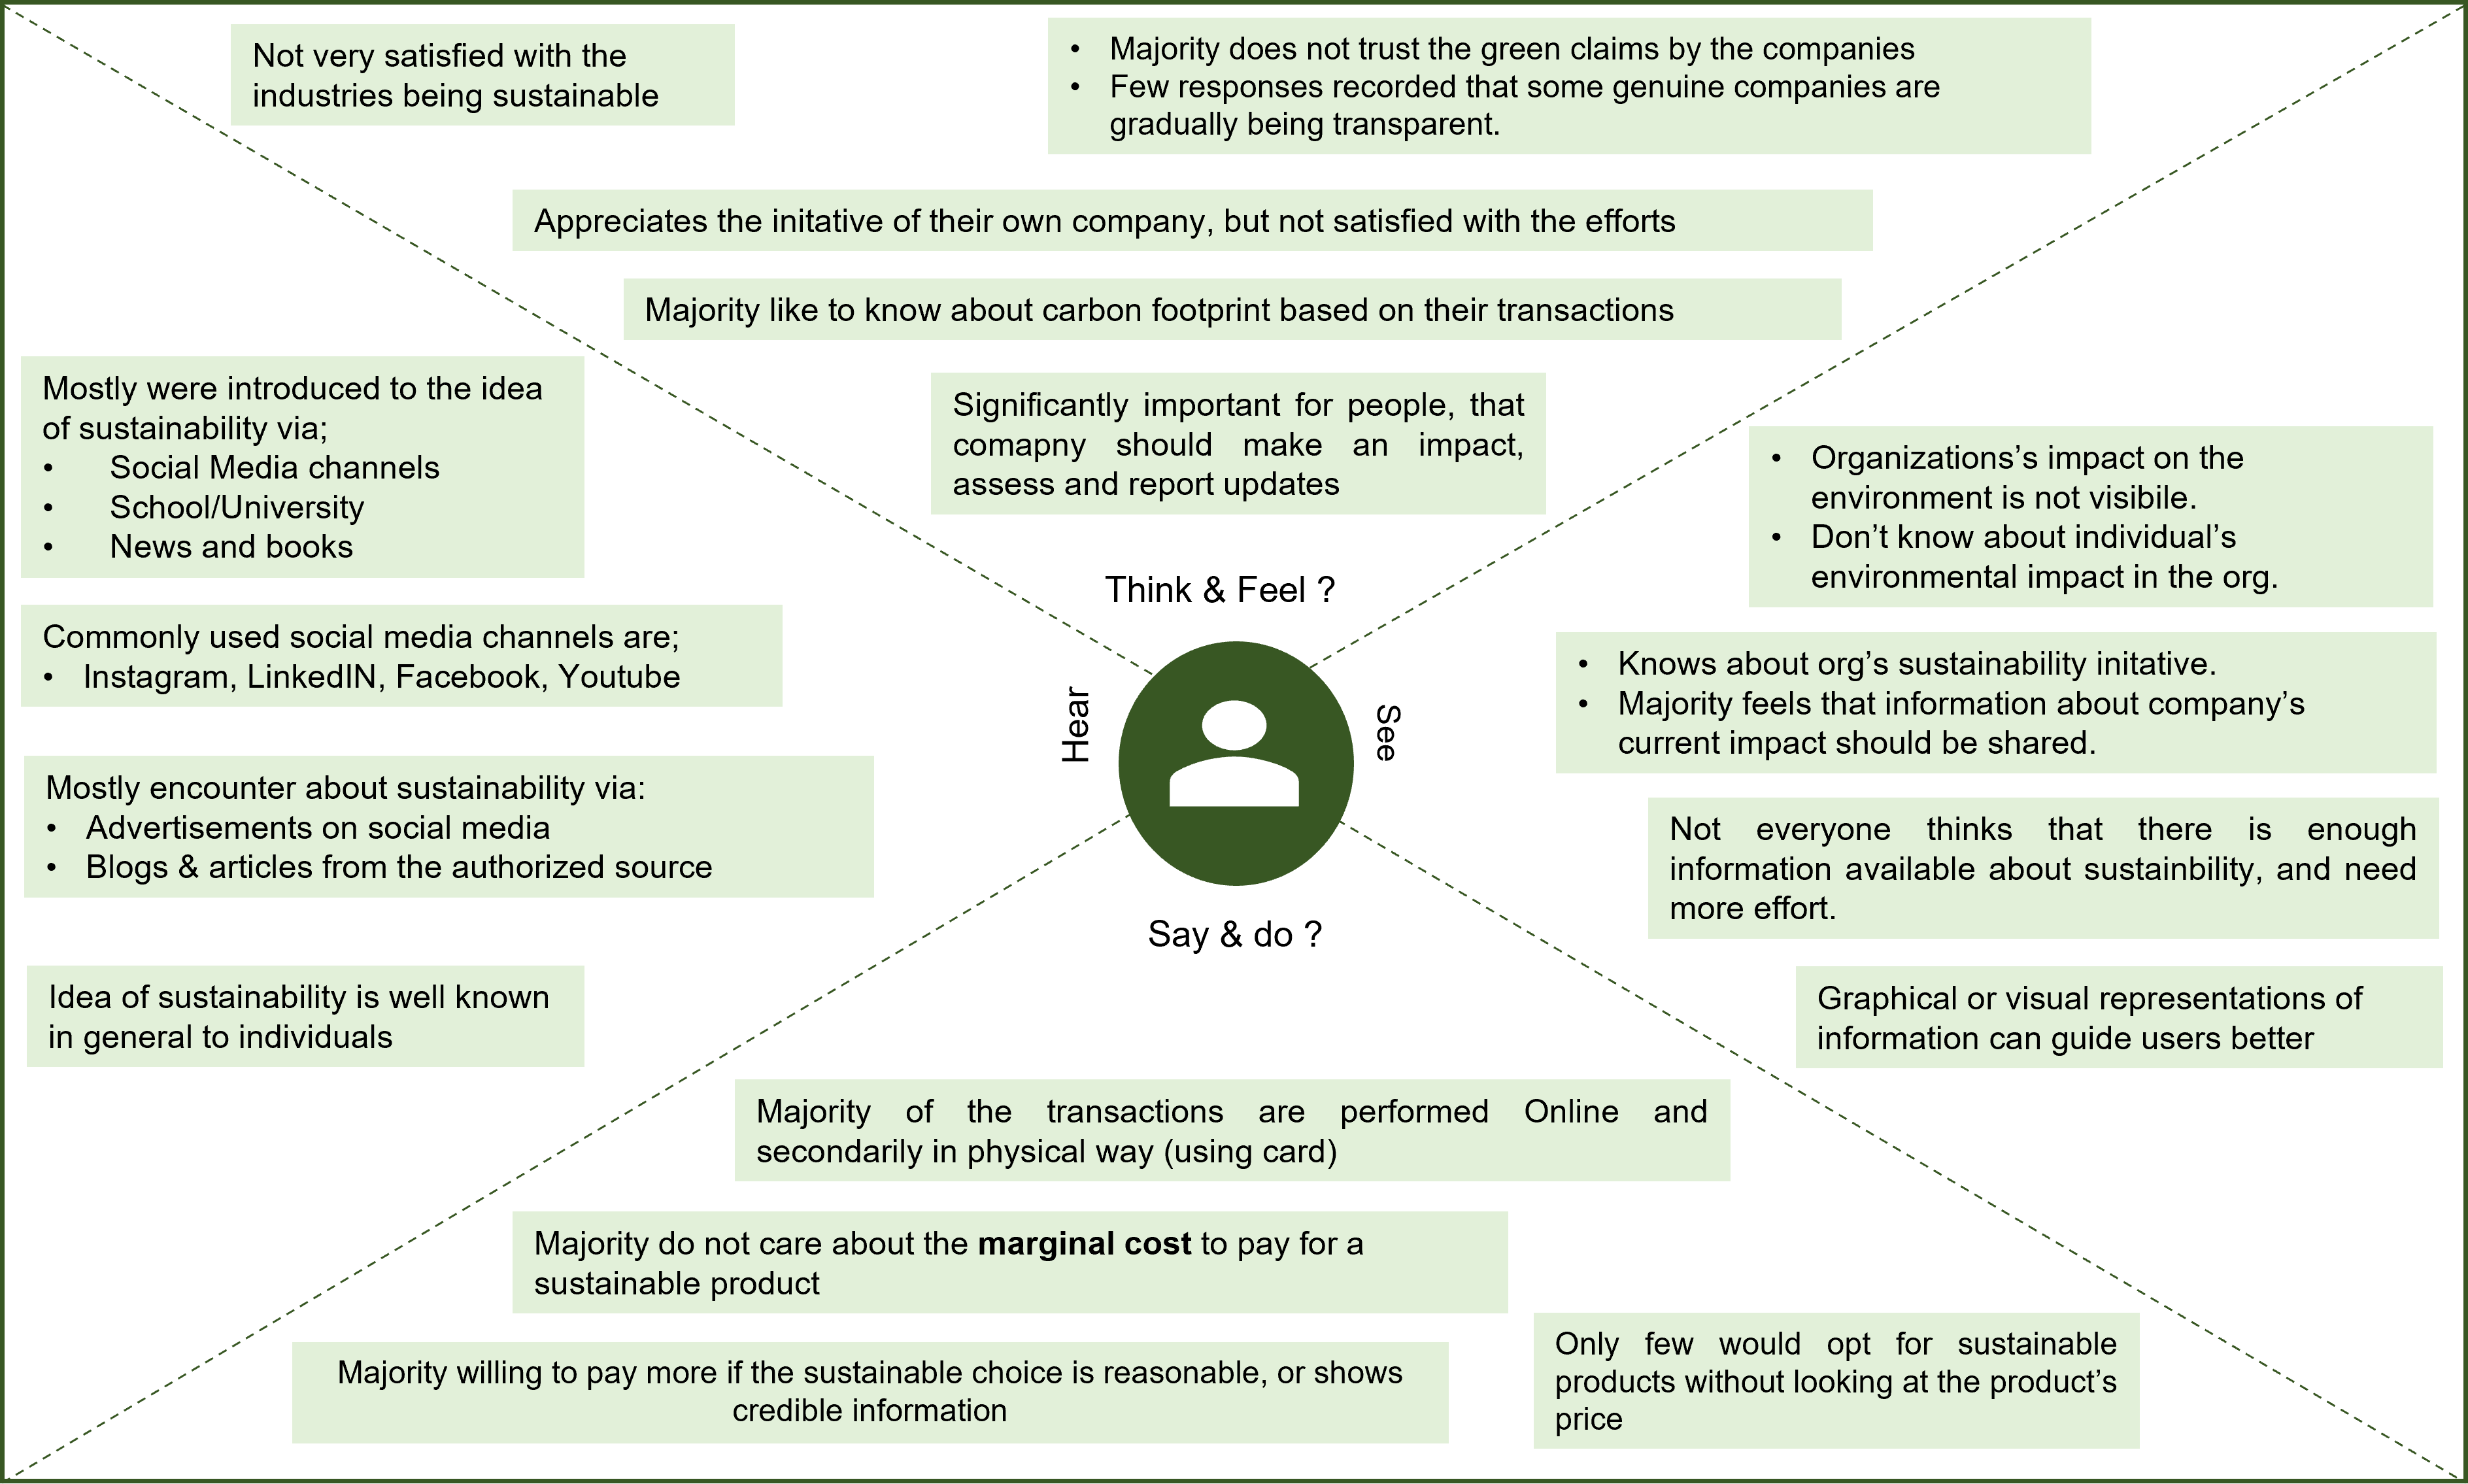 Not very satisfied with the
industries being sustainable
• Majority does not trust the green claims by the companies
• Few responses recorded that some genuine companies are
gradually being transparent.
Appreciates the initative of their own company, but not satisfied with the efforts
Majority like to know about carbon footprint based on their transactions
Significantly important for people, that
comapny should make an impact,
assess and report updates
Think & Feel ?
Mostly were introduced to the idea
of sustainability via;
• Social Media channels
• School/University
• News and books
Commonly used social media channels are;
• Instagram, LinkedIN, Facebook, Youtube
Mostly encounter about sustainability via:
• Advertisements on social media
• Blogs & articles from the authorized source
Idea of sustainability is well known
in general to individuals
Hear
See
• Organizations’s impact on the
environment is not visibile.
• Don’t know about individual’s
environmental impact in the org.
• Knows about org’s sustainability initative.
• Majority feels that information about company’s
current impact should be shared.
Not everyone thinks that there is enough
information available about sustainbility, and need
more effort.
Graphical or visual representations of
information can guide users better
Say & do ?
Majority of the transactions are performed Online and
secondarily in physical way (using card)
Majority do not care about the marginal cost to pay for a
sustainable product
Majority willing to pay more if the sustainable choice is reasonable, or shows
credible information
Only few would opt for sustainable
products without looking at the product’s
price